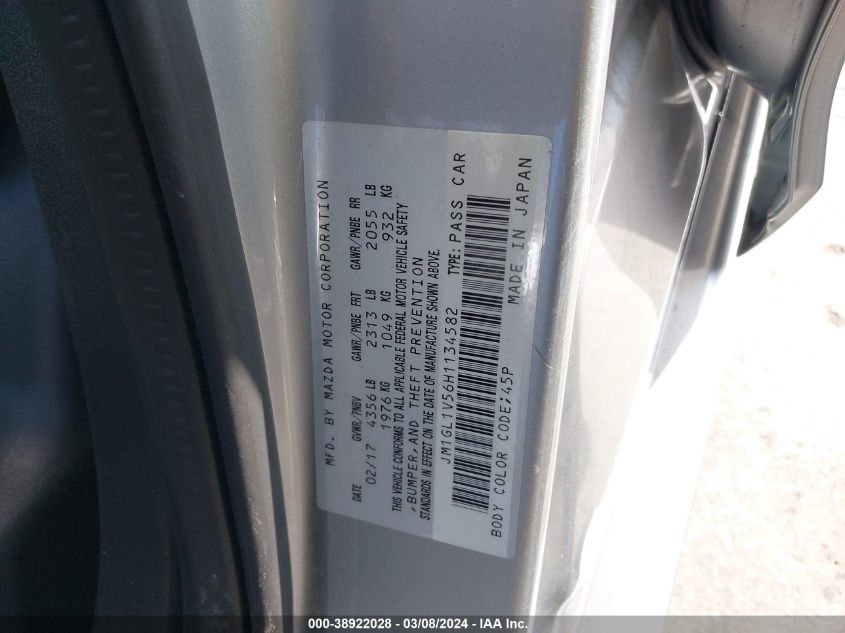 MFD. BY MAZDA MOTOR CORPORATION
DATE GVWR/PNBV GAWR/PNBE FRT GAWR/PNBE RR
02/17 4356 LB 2313 LB 2055 LB
1976 KG 1049 KG 932 KG
THIS VEHICLE CONFORMS TO ALL APPLICABLE FEDERAL MOTOR VEHICLE SAFETY
,BUMPER,AND THEFT PREVENTION
STANDARDS IN EFFECT ON THE DATE OF MANUFACTURE SHOWN ABOVE.
JM1GL1V56H1134582 TYPE: PASS CAR
BODY COLOR CODE;45P MADE IN JAPAN
000-38922028 - 03/08/2024 - IAA Inc.